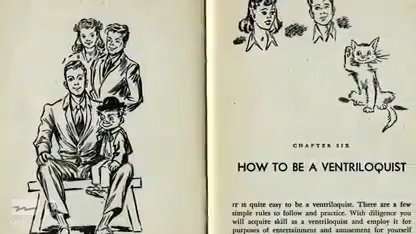 CHAPTER SIX
HOW TO BE A VENTRILOQUIST
IT is quite easy to be a ventriloquist. There are a few
simple rules to follow and practice. With diligence you
will acquire skill as a ventriloquist and employ it for
purposes of entertainment and amusement for yourself